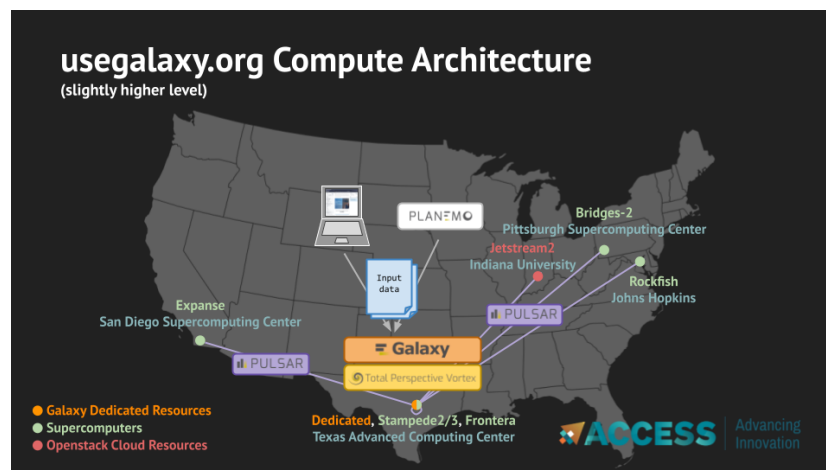 usegalaxy.org Compute Architecture
(slightly higher level)
PLANEMO
Bridges-2
Pittsburgh Supercomputing Center
Jetstream2
Indiana University
Input
data
Rockfish
Johns Hopkins
Expanse
San Diego Supercomputing Center
PULSAR
Galaxy
PULSAR
Total Perspective Vortex
Galaxy Dedicated Resources
Supercomputers
Openstack Cloud Resources
Dedicated, Stampede2/3, Frontera
Texas Advanced Computing Center
ACCESS
Advancing
Innovation